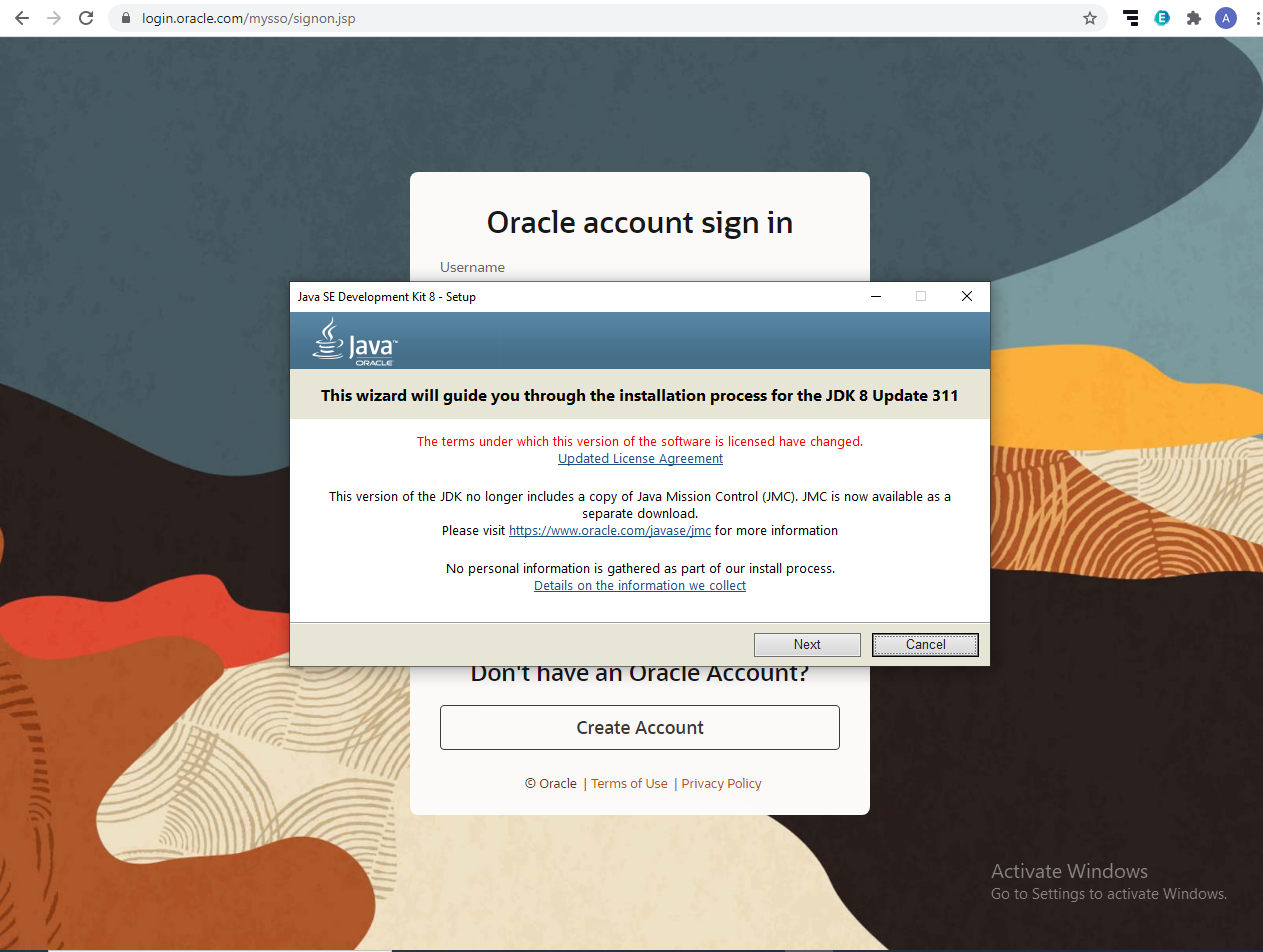 login.oracle.com/mysso/signon.jsp
E
A
Oracle account sign in
Username
Java SE Development Kit 8 - Setup
Java™
ORACLE
This wizard will guide you through the installation process for the JDK 8 Update 311
The terms under which this version of the software is licensed have changed.
Updated License Agreement
This version of the JDK no longer includes a copy of Java Mission Control (JMC). JMC is now available as a
separate download.
Please visit https://www.oracle.com/javase/jmc for more information
No personal information is gathered as part of our install process.
Details on the information we collect
Next Cancel
Don't have an Oracle Account?
Create Account
© Oracle | Terms of Use | Privacy Policy
Activate Windows
Go to Settings to activate Windows.